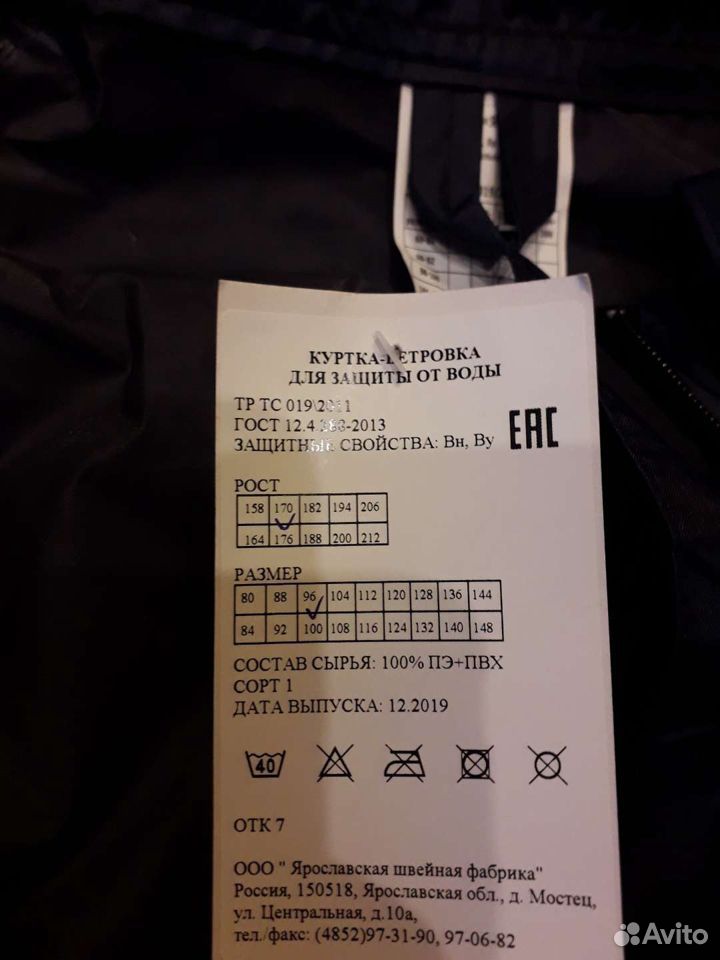 КУРТКА-ВЕТРОВКА
ДЛЯ ЗАЩИТЫ ОТ ВОДЫ
ТР ТС 019\2011
ГОСТ 12.4.288-2013
ЗАЩИТНЫЕ СВОЙСТВА: Вн, Ву
EAC
РОСТ
158 170 182 194 206
164 176 188 200 212
РАЗМЕР
80 88 96 104 112 120 128 136 144
84 92 100 108 116 124 132 140 148
СОСТАВ СЫРЬЯ: 100% ПЭ+ПВХ
СОРТ 1
ДАТА ВЫПУСКА: 12.2019
40
ОТК 7
ООО " Ярославская швейная фабрика"
Россия, 150518, Ярославская обл., д. Мостец,
ул. Центральная, д.10а,
тел./факс: (4852)97-31-90, 97-06-82
Avito